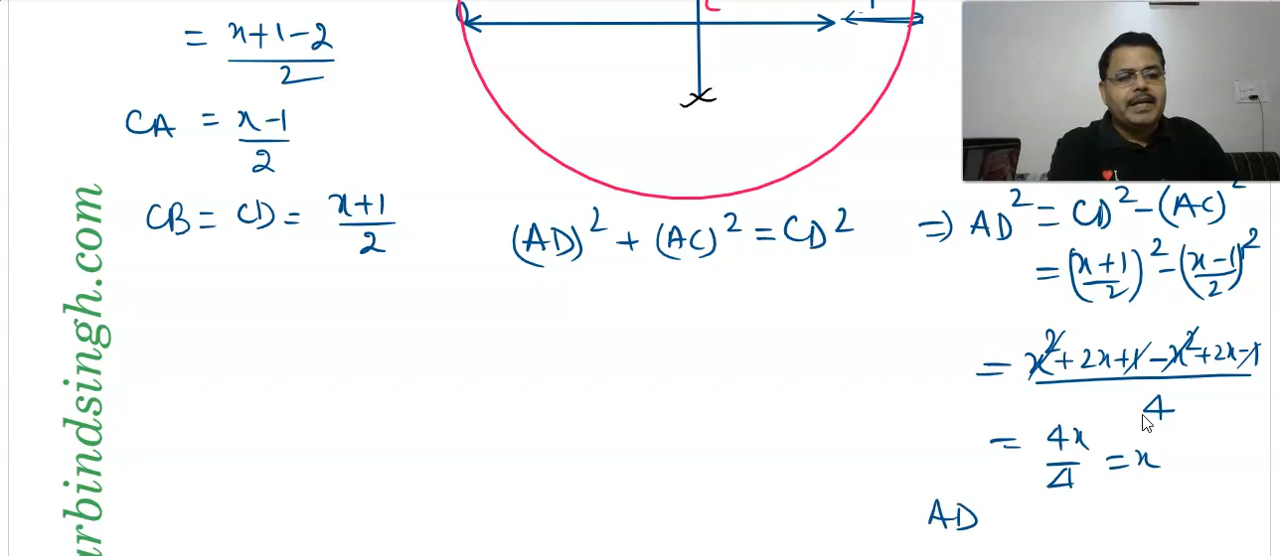 = x+1-2 / 2
CA = x-1 / 2
CB = CD = x+1 / 2
C
(AD)² + (AC)² = CD²
⇒ AD² = CD² - (AC)²
= (x+1 / 2)² - (x-1 / 2)²
= x² + 2x + 1 - x² + 2x - 1 / 4
= 4x / 4 = x
AD
arbindsingh.com